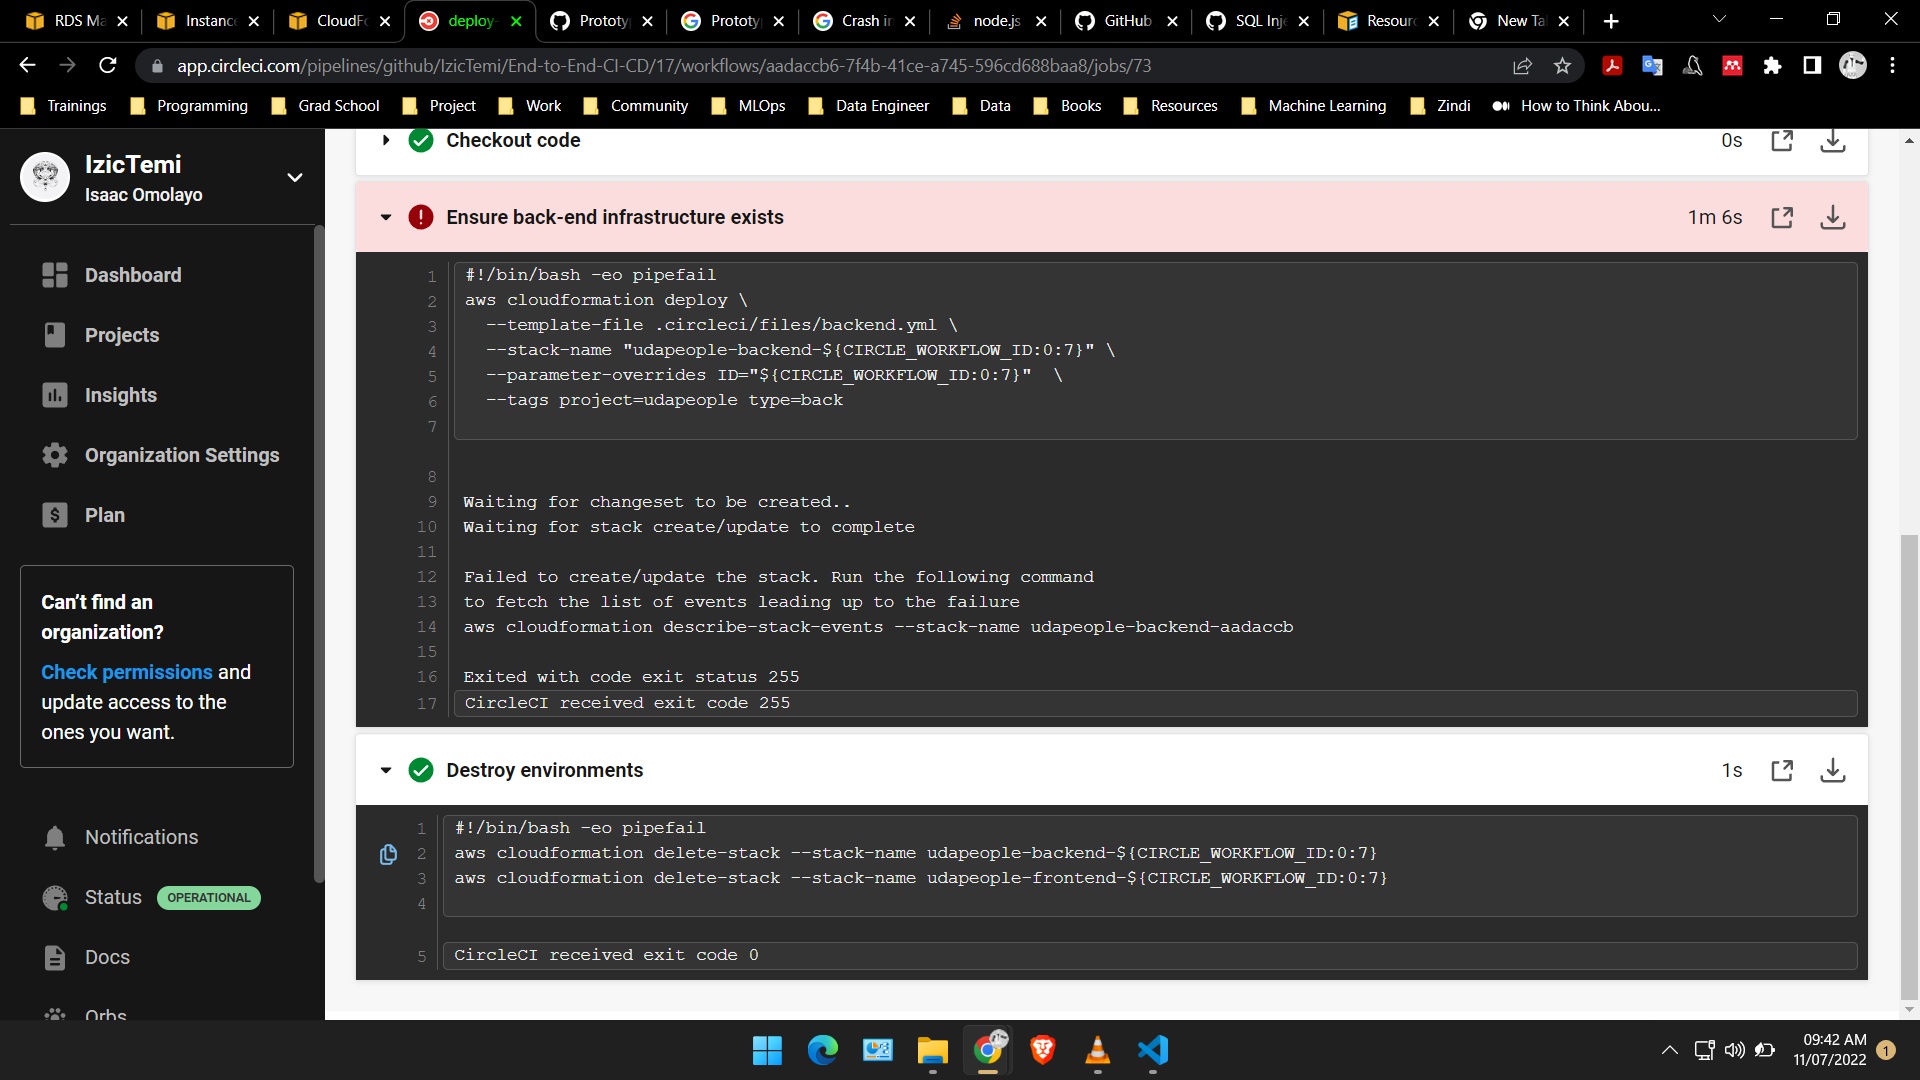 RDS Ma
Instance
CloudFo
deploy-
Prototy
Prototy
Crash in
node.js
GitHub
SQL Inj
Resour
New Ta
app.circleci.com/pipelines/github/IzicTemi/End-to-End-CI-CD/17/workflows/aadaccb6-7f4b-41ce-a745-596cd688baa8/jobs/73
Trainings
Programming
Grad School
Project
Work
Community
MLOps
Data Engineer
Data
Books
Resources
Machine Learning
Zindi
How to Think Abou...
IzicTemi
Isaac Omolayo
Dashboard
Projects
Insights
Organization Settings
Plan
Can't find an
organization?
Check permissions and
update access to the
ones you want.
Notifications
Status OPERATIONAL
Docs
Orbs
Checkout code 0s
Ensure back-end infrastructure exists 1m 6s
1 #!/bin/bash -eo pipefail
2 aws cloudformation deploy \
3 --template-file .circleci/files/backend.yml \
4 --stack-name "udapeople-backend-${CIRCLE_WORKFLOW_ID:0:7}" \
5 --parameter-overrides ID="${CIRCLE_WORKFLOW_ID:0:7}" \
6 --tags project=udapeople type=back
7
8
9 Waiting for changeset to be created..
10 Waiting for stack create/update to complete
11
12 Failed to create/update the stack. Run the following command
13 to fetch the list of events leading up to the failure
14 aws cloudformation describe-stack-events --stack-name udapeople-backend-aadaccb
15
16 Exited with code exit status 255
17 CircleCI received exit code 255
Destroy environments 1s
1 #!/bin/bash -eo pipefail
2 aws cloudformation delete-stack --stack-name udapeople-backend-${CIRCLE_WORKFLOW_ID:0:7}
3 aws cloudformation delete-stack --stack-name udapeople-frontend-${CIRCLE_WORKFLOW_ID:0:7}
4
5 CircleCI received exit code 0
09:42 AM
11/07/2022
1